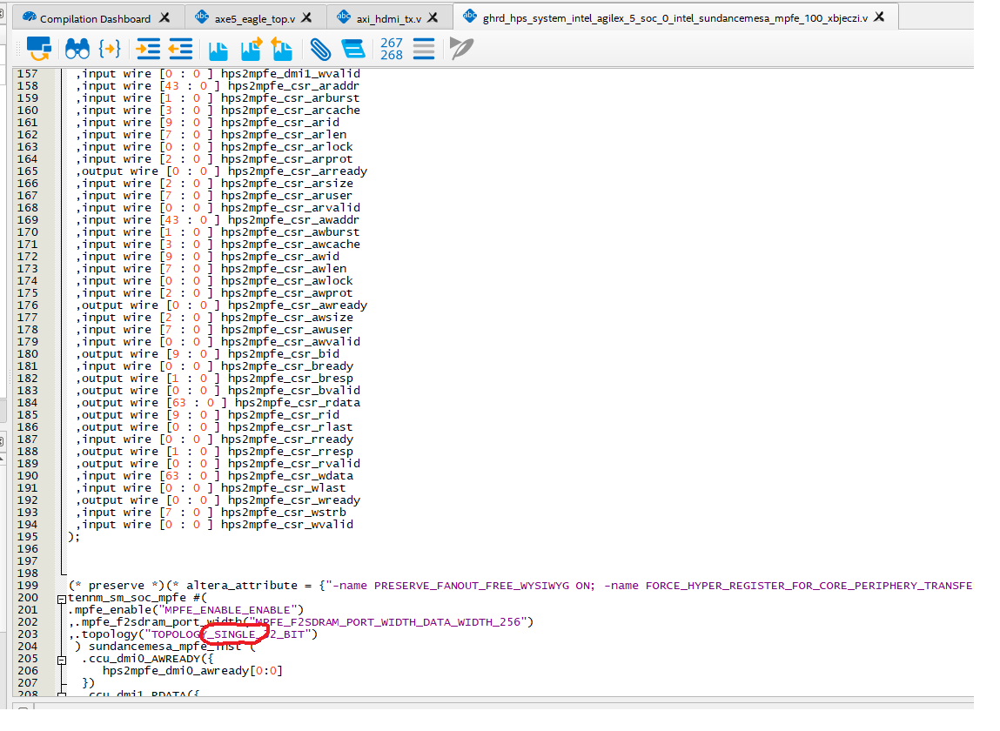 Compilation Dashboard
axe5_eagle_top.v
axi_hdmi_tx.v
ghrd_hps_system_intel_agilex_5_soc_0_intel_sundancemesa_mpfe_100_xbjeczi.v
267
268
157 ,input wire [0 : 0 ] hps2mpfe_dmi1_wvalid
158 ,input wire [43 : 0 ] hps2mpfe_csr_araddr
159 ,input wire [1 : 0 ] hps2mpfe_csr_arburst
160 ,input wire [3 : 0 ] hps2mpfe_csr_arcache
161 ,input wire [9 : 0 ] hps2mpfe_csr_arid
162 ,input wire [7 : 0 ] hps2mpfe_csr_arlen
163 ,input wire [0 : 0 ] hps2mpfe_csr_arlock
164 ,input wire [2 : 0 ] hps2mpfe_csr_arprot
165 ,output wire [0 : 0 ] hps2mpfe_csr_arready
166 ,input wire [2 : 0 ] hps2mpfe_csr_arsize
167 ,input wire [7 : 0 ] hps2mpfe_csr_aruser
168 ,input wire [0 : 0 ] hps2mpfe_csr_arvalid
169 ,input wire [43 : 0 ] hps2mpfe_csr_awaddr
170 ,input wire [1 : 0 ] hps2mpfe_csr_awburst
171 ,input wire [3 : 0 ] hps2mpfe_csr_awcache
172 ,input wire [9 : 0 ] hps2mpfe_csr_awid
173 ,input wire [7 : 0 ] hps2mpfe_csr_awlen
174 ,input wire [0 : 0 ] hps2mpfe_csr_awlock
175 ,input wire [2 : 0 ] hps2mpfe_csr_awprot
176 ,output wire [0 : 0 ] hps2mpfe_csr_awready
177 ,input wire [2 : 0 ] hps2mpfe_csr_awsize
178 ,input wire [7 : 0 ] hps2mpfe_csr_awuser
179 ,input wire [0 : 0 ] hps2mpfe_csr_awvalid
180 ,output wire [9 : 0 ] hps2mpfe_csr_bid
181 ,input wire [0 : 0 ] hps2mpfe_csr_bready
182 ,output wire [1 : 0 ] hps2mpfe_csr_bresp
183 ,output wire [0 : 0 ] hps2mpfe_csr_bvalid
184 ,output wire [63 : 0 ] hps2mpfe_csr_rdata
185 ,output wire [9 : 0 ] hps2mpfe_csr_rid
186 ,output wire [0 : 0 ] hps2mpfe_csr_rlast
187 ,input wire [0 : 0 ] hps2mpfe_csr_rready
188 ,output wire [1 : 0 ] hps2mpfe_csr_rresp
189 ,output wire [0 : 0 ] hps2mpfe_csr_rvalid
190 ,input wire [63 : 0 ] hps2mpfe_csr_wdata
191 ,input wire [0 : 0 ] hps2mpfe_csr_wlast
192 ,output wire [0 : 0 ] hps2mpfe_csr_wready
193 ,input wire [7 : 0 ] hps2mpfe_csr_wstrb
194 ,input wire [0 : 0 ] hps2mpfe_csr_wvalid
195 );
196
197
198
199 (* preserve *)(* altera_attribute = {"-name PRESERVE_FANOUT_FREE_WYSIWYG ON; -name FORCE_HYPER_REGISTER_FOR_CORE_PERIPHERY_TRANSFE
200 tennm_sm_soc_mpfe #(
201 .mpfe_enable("MPFE_ENABLE_ENABLE")
202 ,.mpfe_f2sdram_port_width("MPFE_F2SDRAM_PORT_WIDTH_DATA_WIDTH_256")
203 ,.topology("TOPOLOGY_SINGLE_32_BIT")
204 ) sundancemesa_mpfe_inst (
205 .ccu_dmi0_AWREADY({
206 hps2mpfe_dmi0_awready[0:0]
207 })
208 .ccu_dmi1_RDATA({